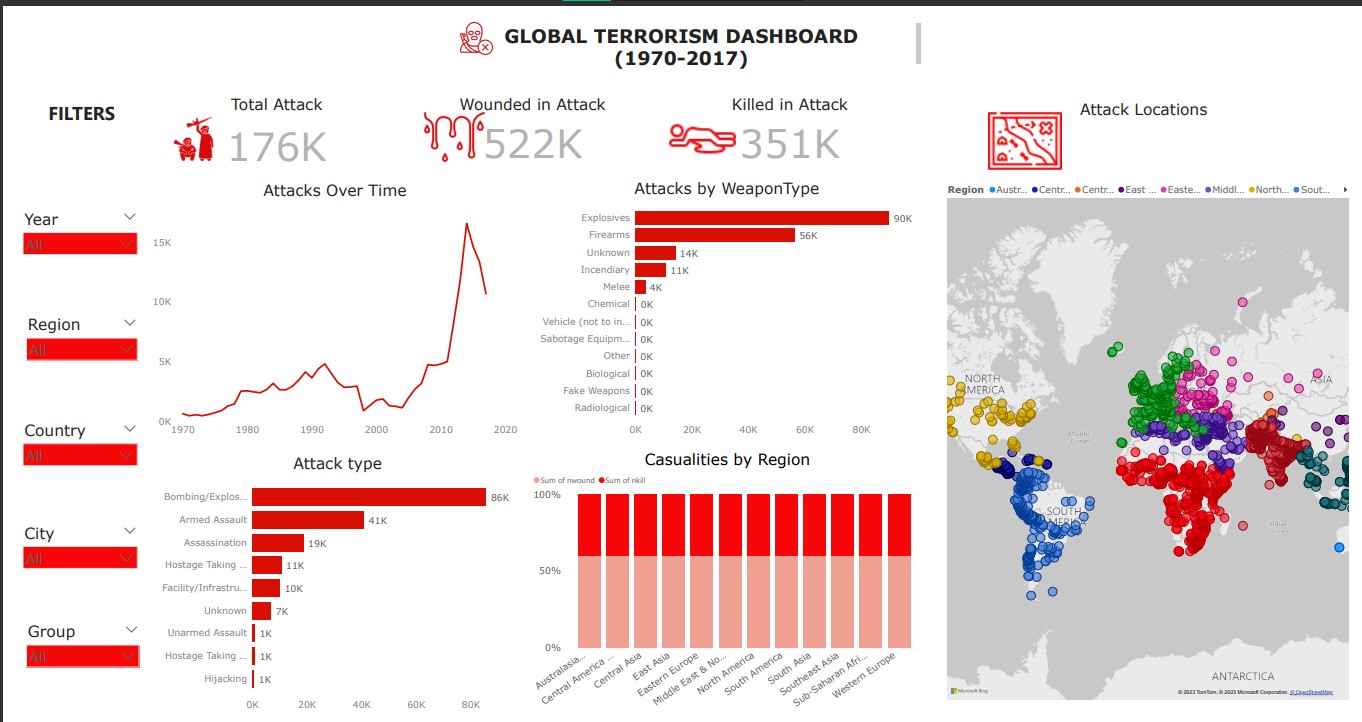 GLOBAL TERRORISM DASHBOARD
(1970-2017)
FILTERS
Total Attack
176K
Wounded in Attack
522K
Killed in Attack
351K
Attack Locations
Year
All
Region
All
Country
All
City
All
Group
All
Attacks Over Time
15K
10K
5K
0K
1970 1980 1990 2000 2010 2020
Attacks by WeaponType
Explosives 90K
Firearms 56K
Unknown 14K
Incendiary 11K
Melee 4K
Chemical 0K
Vehicle (not to in... 0K
Sabotage Equipm... 0K
Other 0K
Biological 0K
Fake Weapons 0K
Radiological 0K
0K 20K 40K 60K 80K
Attack type
Bombing/Explos... 86K
Armed Assault 41K
Assassination 19K
Hostage Taking ... 11K
Facility/Infrastru... 10K
Unknown 7K
Unarmed Assault 1K
Hostage Taking ... 1K
Hijacking 1K
0K 20K 40K 60K 80K
Casualities by Region
Sum of nwound Sum of nkill
100%
50%
0%
Australasia...
Central America ...
Central Asia
East Asia
Eastern Europe
Middle East & No...
North America
South America
South Asia
Southeast Asia
Sub-Saharan Afri...
Western Europe
Region Austr... Centr... Centr... East ... Easte... Middl... North... Sout...
NORTH
AMERICA
ASIA
Atlantic
Ocean
SOUTH
AMERICA
Indian
Ocean
ANTARCTICA
Microsoft Bing
© 2023 TomTom, © 2023 Microsoft Corporation, © OpenStreetMap